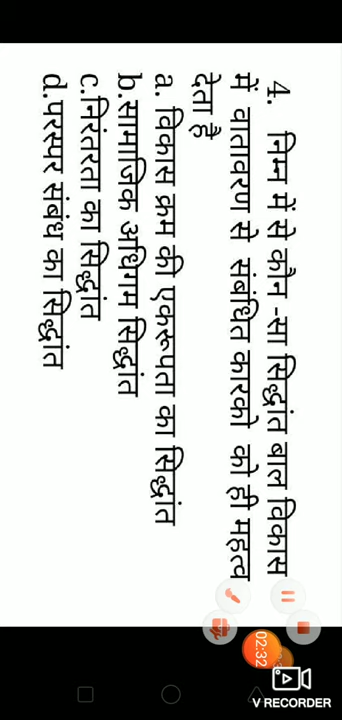 4. निम्न में से कौन -सा सिद्धांत बाल विकास
में वातावरण से संबंधित कारको को ही महत्व
देता है
a. विकास क्रम की एकरूपता का सिद्धांत
b.सामाजिक अधिगम सिद्धांत
c.निरंतरता का सिद्धांत
d.परस्पर संबंध का सिद्धांत
02:32
V RECORDER